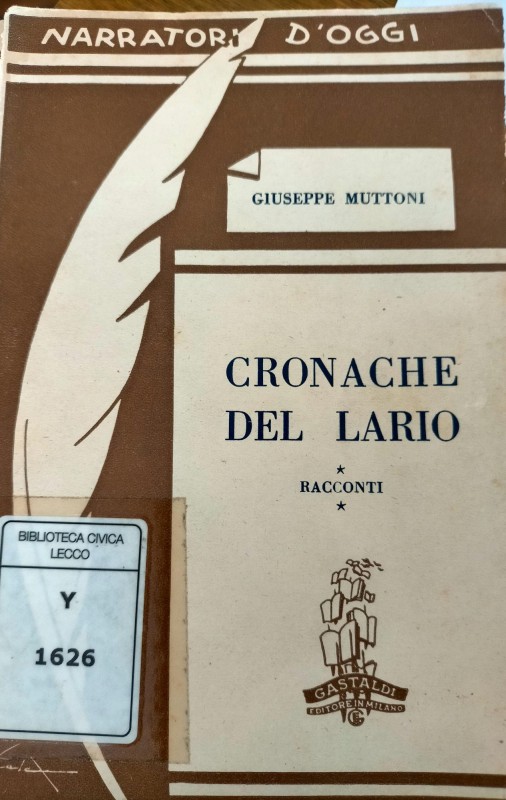 NARRATORI D'OGGI
GIUSEPPE MUTTONI
CRONACHE
DEL LARIO
RACCONTI
BIBLIOTECA CIVICA
LECCO
Y
1626
GASTALDI
EDITORE IN MILANO